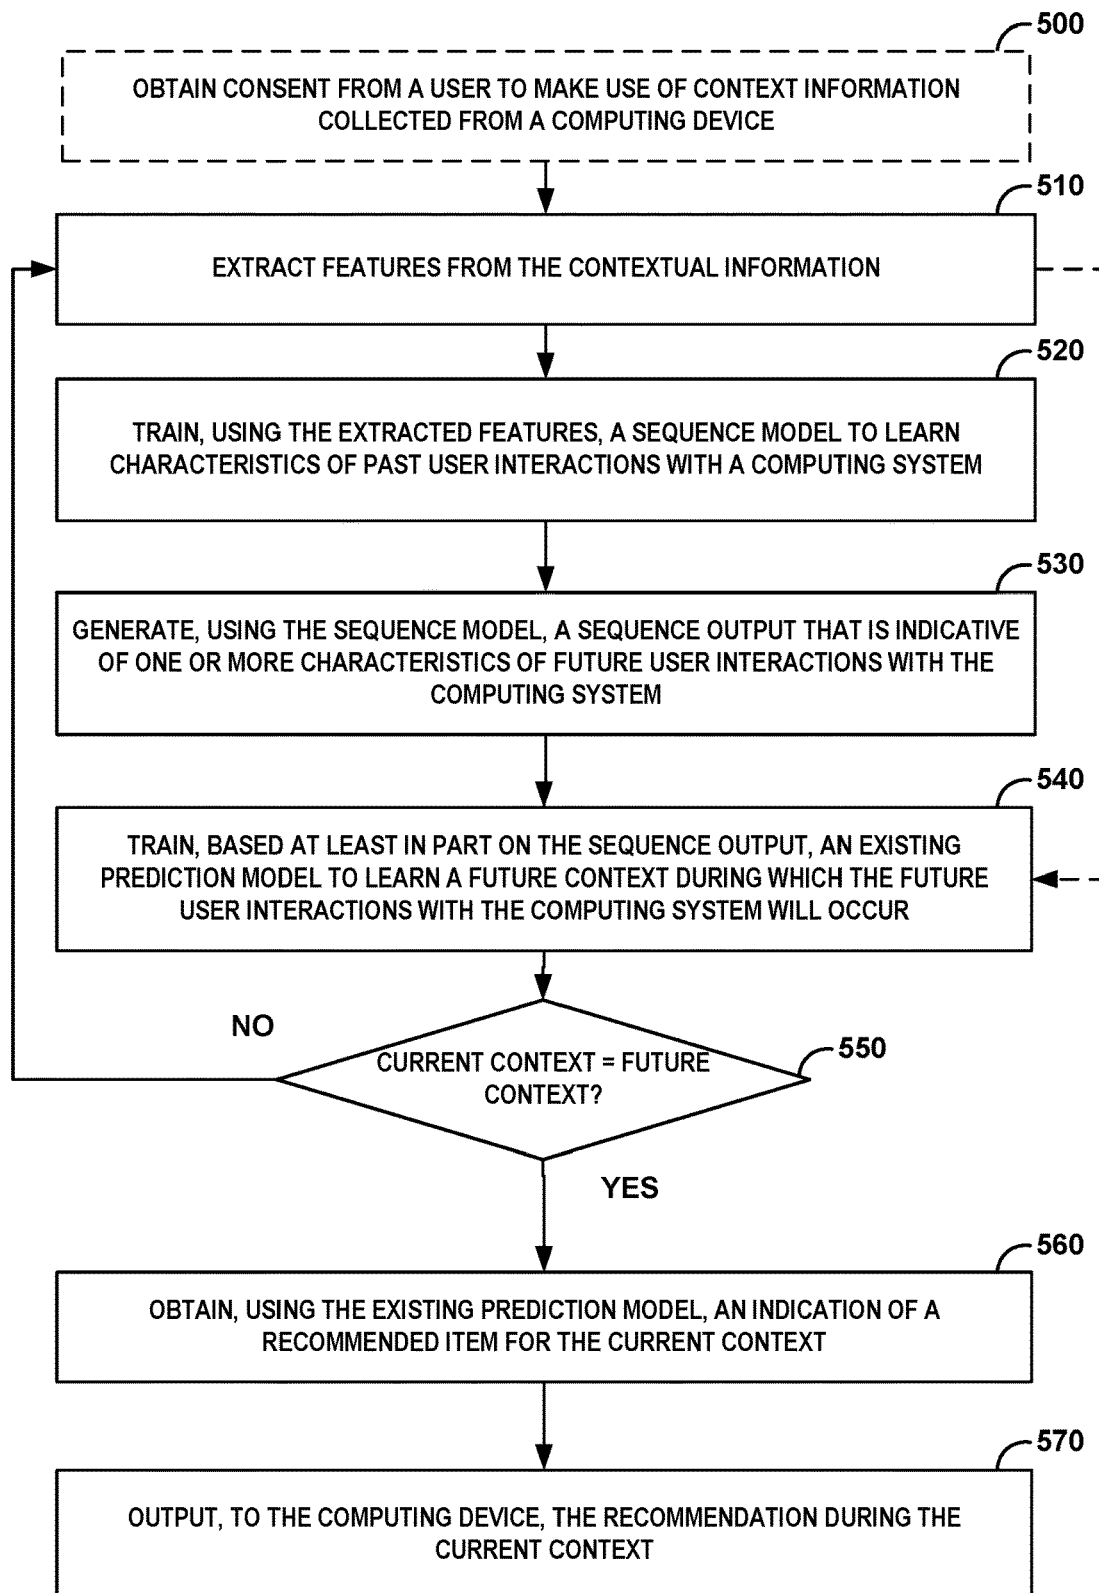 500
OBTAIN CONSENT FROM A USER TO MAKE USE OF CONTEXT INFORMATION
COLLECTED FROM A COMPUTING DEVICE
510
EXTRACT FEATURES FROM THE CONTEXTUAL INFORMATION
520
TRAIN, USING THE EXTRACTED FEATURES, A SEQUENCE MODEL TO LEARN
CHARACTERISTICS OF PAST USER INTERACTIONS WITH A COMPUTING SYSTEM
530
GENERATE, USING THE SEQUENCE MODEL, A SEQUENCE OUTPUT THAT IS INDICATIVE
OF ONE OR MORE CHARACTERISTICS OF FUTURE USER INTERACTIONS WITH THE
COMPUTING SYSTEM
540
TRAIN, BASED AT LEAST IN PART ON THE SEQUENCE OUTPUT, AN EXISTING
PREDICTION MODEL TO LEARN A FUTURE CONTEXT DURING WHICH THE FUTURE
USER INTERACTIONS WITH THE COMPUTING SYSTEM WILL OCCUR
NO
550
CURRENT CONTEXT = FUTURE
CONTEXT?
YES
560
OBTAIN, USING THE EXISTING PREDICTION MODEL, AN INDICATION OF A
RECOMMENDED ITEM FOR THE CURRENT CONTEXT
570
OUTPUT, TO THE COMPUTING DEVICE, THE RECOMMENDATION DURING THE
CURRENT CONTEXT